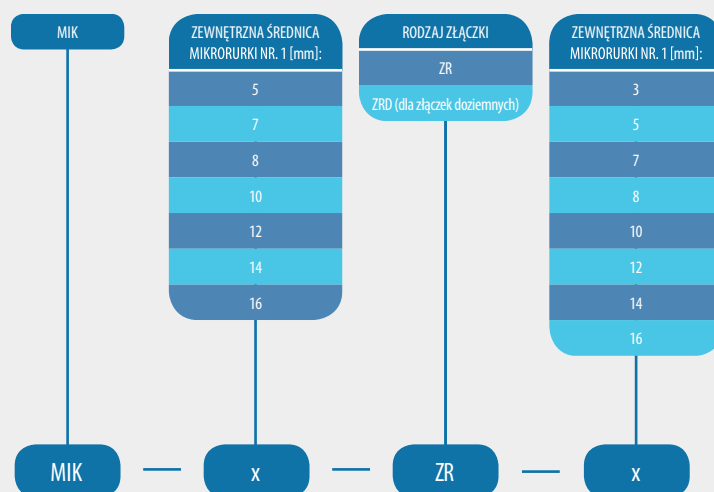 MIK
ZEWNĘTRZNA ŚREDNICA
MIKRORURKI NR. 1 [mm]:
5
7
8
10
12
14
16
RODZAJ ZŁĄCZKI
ZR
ZRD (dla złączek doziemnych)
ZEWNĘTRZNA ŚREDNICA
MIKRORURKI NR. 1 [mm]:
3
5
7
8
10
12
14
16
MIK — x — ZR — x